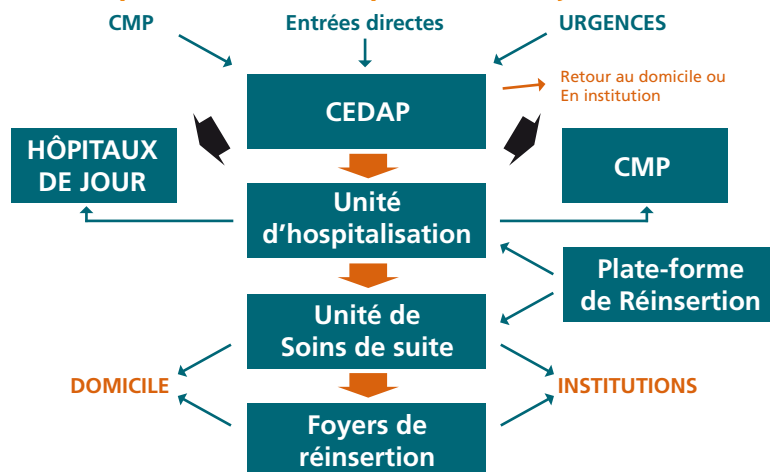 CMP
Entrées directes
URGENCES
CEDAP
Retour au domicile ou
En institution
HÔPITAUX
DE JOUR
CMP
Unité
d'hospitalisation
Plate-forme
de Réinsertion
Unité de
Soins de suite
DOMICILE
INSTITUTIONS
Foyers de
réinsertion